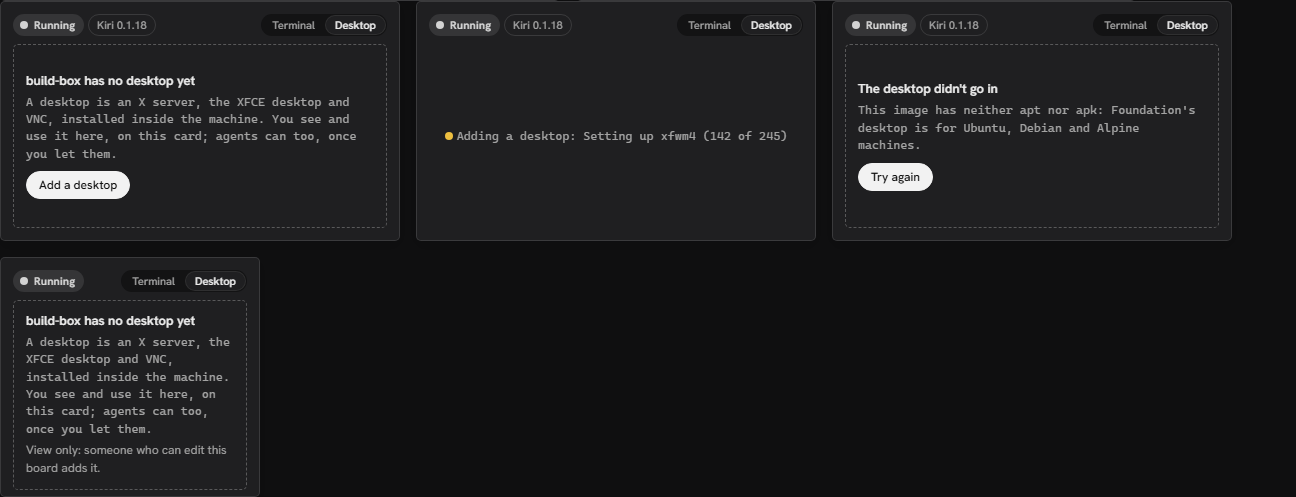 Running Kiri 0.1.18 Terminal Desktop
build-box has no desktop yet
A desktop is an X server, the XFCE desktop and
VNC, installed inside the machine. You see and
use it here, on this card; agents can too, once
you let them.
Add a desktop
Running Kiri 0.1.18 Terminal Desktop
Adding a desktop: Setting up xfwm4 (142 of 245)
Running Kiri 0.1.18 Terminal Desktop
The desktop didn't go in
This image has neither apt nor apk: Foundation's
desktop is for Ubuntu, Debian and Alpine
machines.
Try again
Running Terminal Desktop
build-box has no desktop yet
A desktop is an X server, the
XFCE desktop and VNC,
installed inside the machine.
You see and use it here, on
this card; agents can too,
once you let them.
View only: someone who can edit this
board adds it.